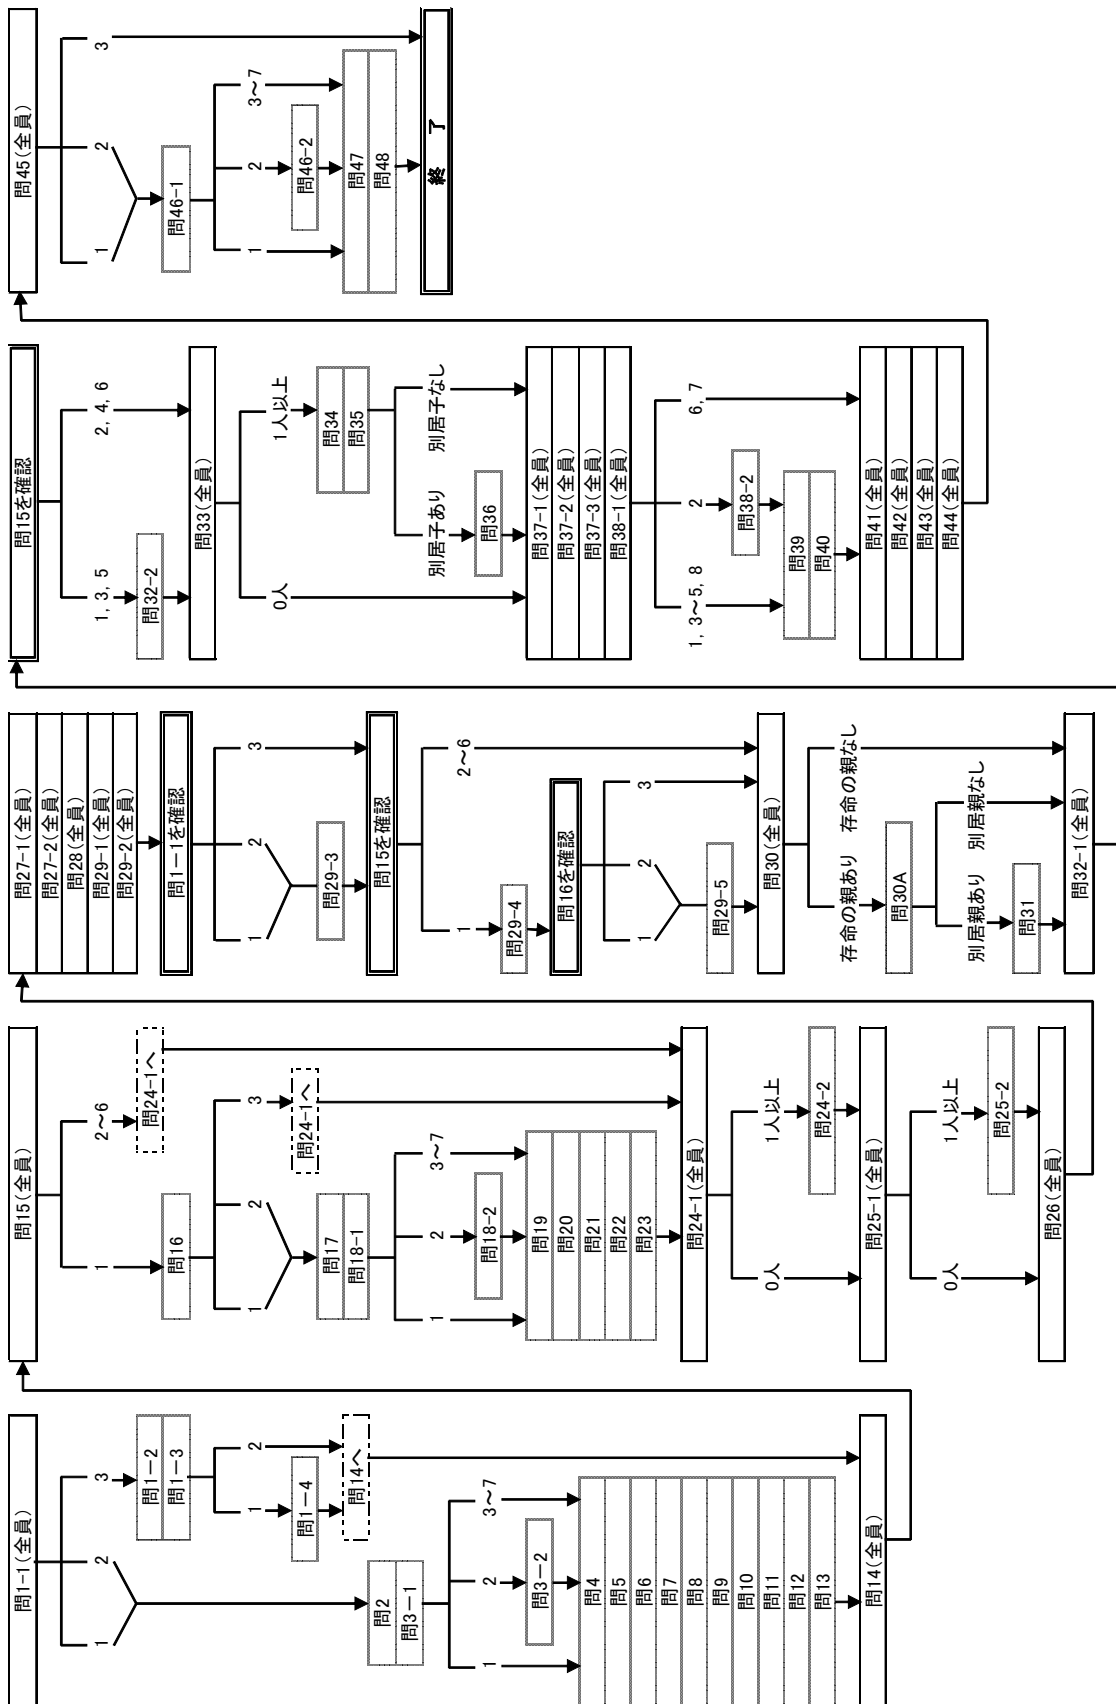 問1-1(全員)
1
2
3
問1-2
問1-3
1
2
問1-4
問14へ
問2
問3-1
1
2
3~7
問3-2
問4
問5
問6
問7
問8
問9
問10
問11
問12
問13
問14(全員)
問15(全員)
1
2~6
問24-1へ
問16
1
2
3
問24-1へ
問17
問18-1
1
2
3~7
問18-2
問19
問20
問21
問22
問23
問24-1(全員)
0人
1人以上
問24-2
問25-1(全員)
0人
1人以上
問25-2
問26(全員)
問27-1(全員)
問27-2(全員)
問28(全員)
問29-1(全員)
問29-2(全員)
問1-1を確認
1
2
3
問29-3
問15を確認
1
2~6
問29-4
問16を確認
1
2
3
問29-5
問30(全員)
存命の親あり
存命の親なし
問30A
別居親あり
別居親なし
問31
問32-1(全員)
問15を確認
1, 3, 5
2, 4, 6
問32-2
問33(全員)
0人
1人以上
問34
問35
別居子あり
別居子なし
問36
問37-1(全員)
問37-2(全員)
問37-3(全員)
問38-1(全員)
1, 3~5, 8
2
6, 7
問38-2
問39
問40
問41(全員)
問42(全員)
問43(全員)
問44(全員)
問45(全員)
1
2
3
問46-1
1
2
3~7
問46-2
問47
問48
終 了